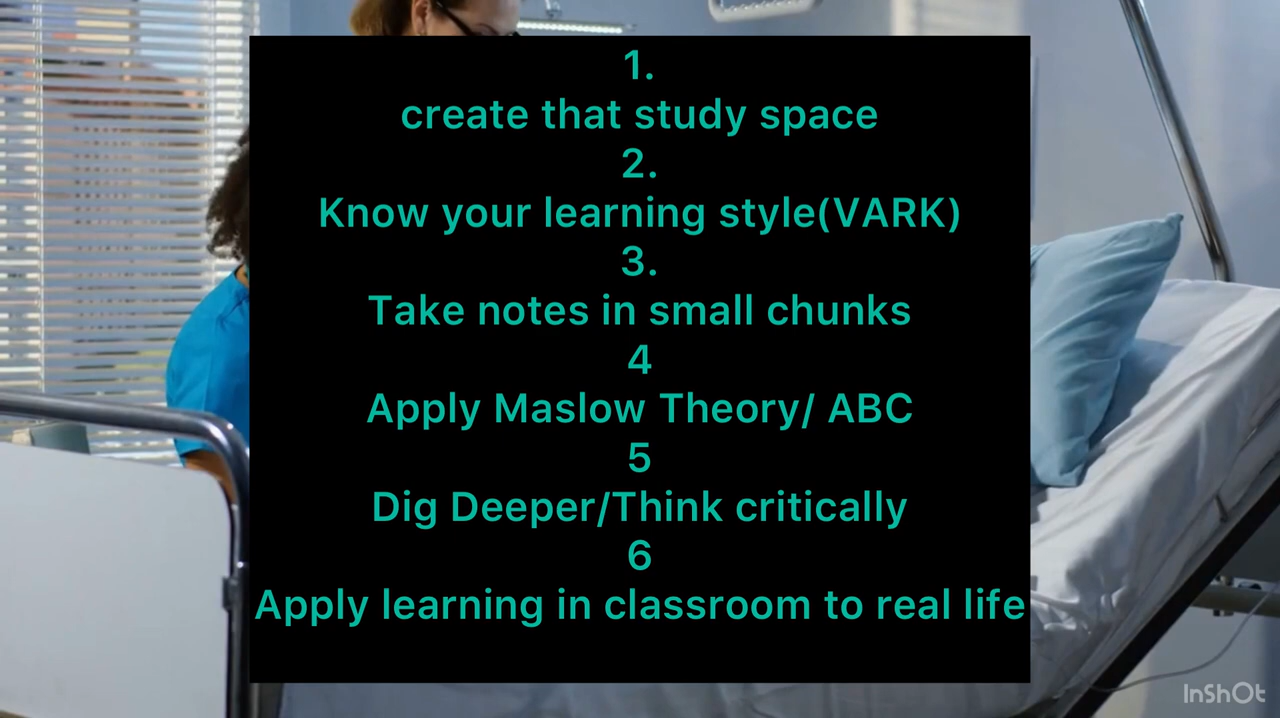 1.
create that study space
2.
Know your learning style(VARK)
3.
Take notes in small chunks
4
Apply Maslow Theory/ ABC
5
Dig Deeper/Think critically
6
Apply learning in classroom to real life
InShOt